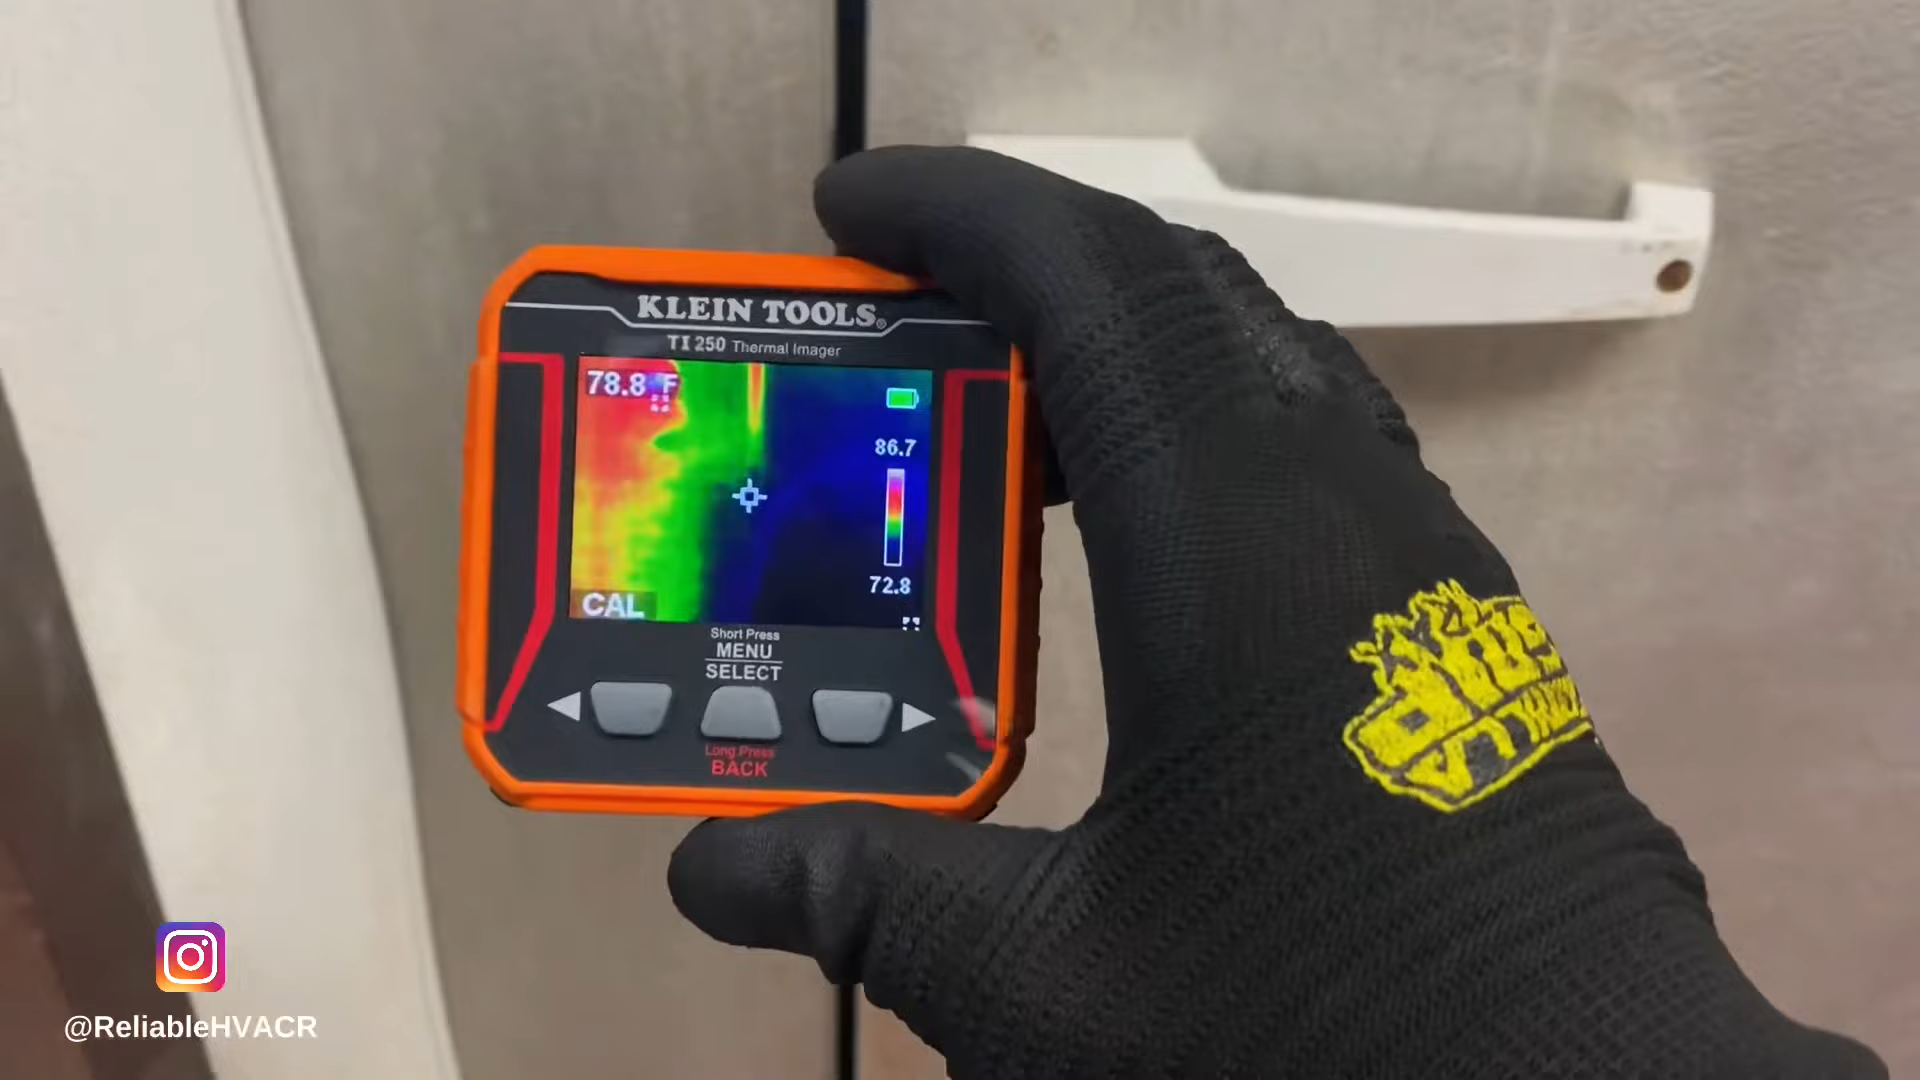 KLEIN TOOLS®
TI 250 Thermal Imager
78.8 °F
86.7
72.8
CAL
Short Press
MENU
SELECT
Long Press
BACK
@ReliableHVACR